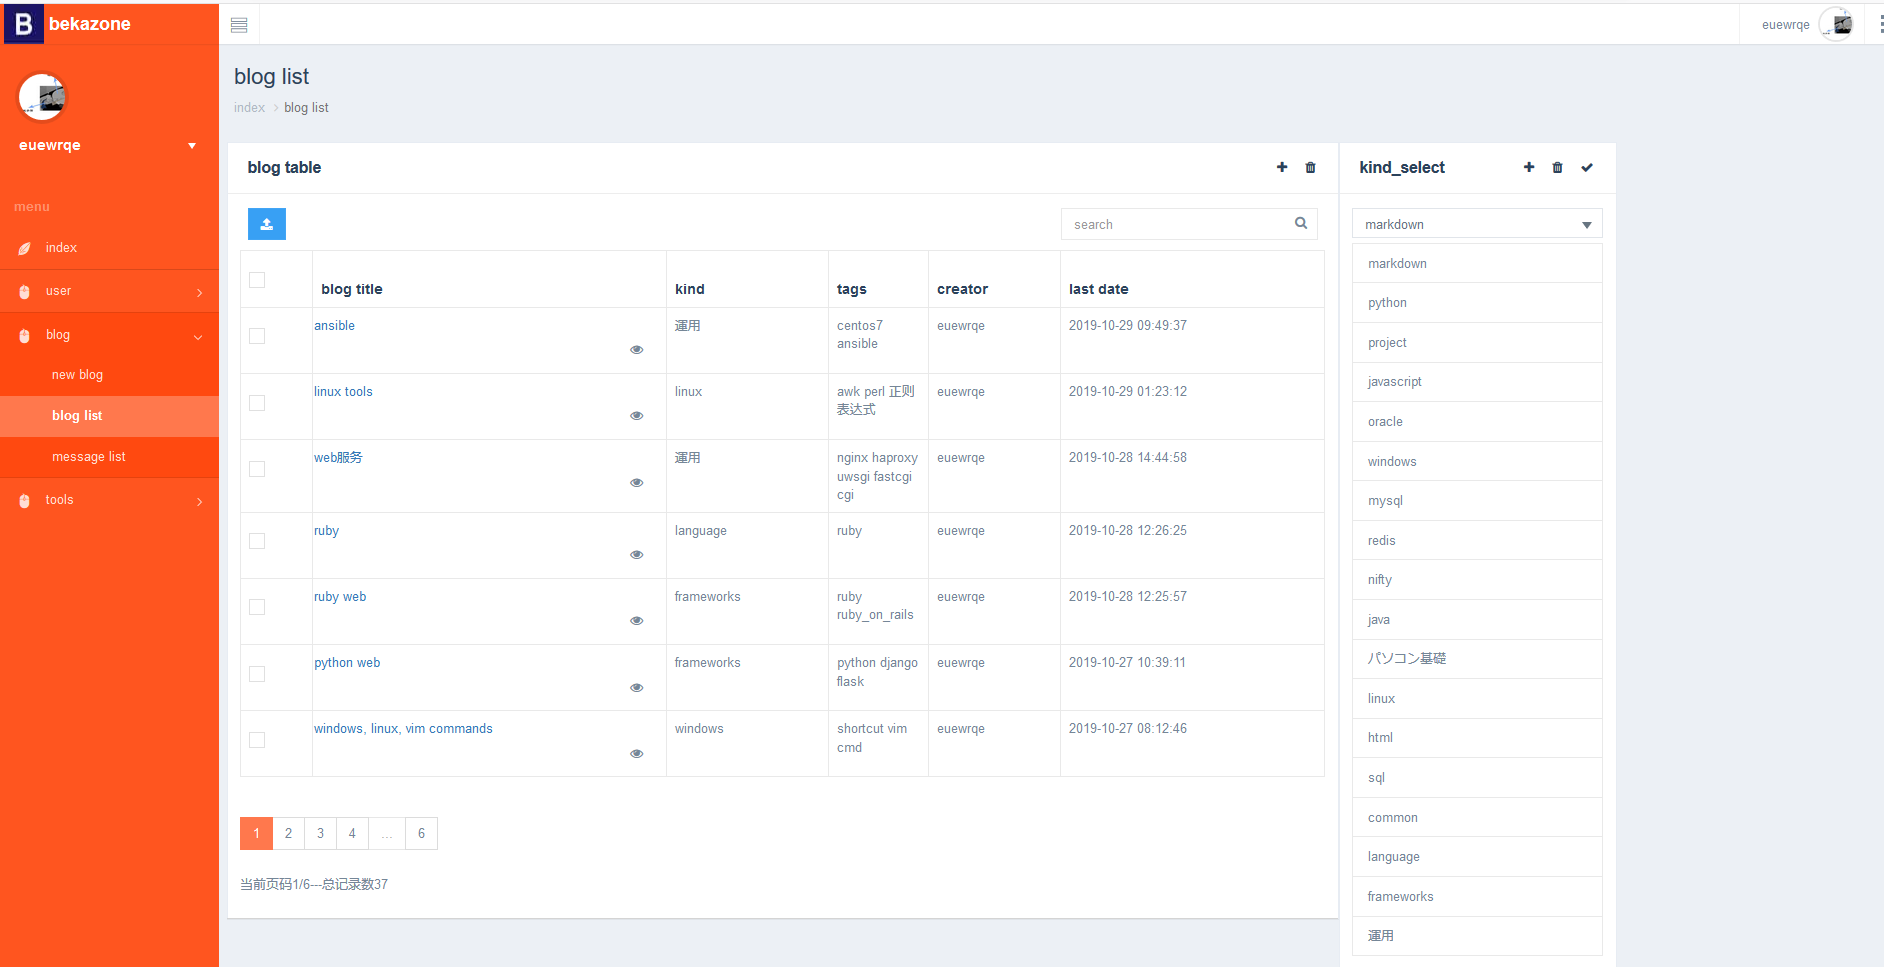 B bekazone
euewrqe
blog list
index > blog list
euewrqe
menu
index
user
blog
new blog
blog list
message list
tools
blog table
search
blog title kind tags creator last date
ansible 運用 centos7 euewrqe 2019-10-29 09:49:37
ansible
linux tools linux awk perl 正则 euewrqe 2019-10-29 01:23:12
表达式
web服务 運用 nginx haproxy euewrqe 2019-10-28 14:44:58
uwsgi fastcgi
cgi
ruby language ruby euewrqe 2019-10-28 12:26:25
ruby web frameworks ruby euewrqe 2019-10-28 12:25:57
ruby_on_rails
python web frameworks python django euewrqe 2019-10-27 10:39:11
flask
windows, linux, vim commands windows shortcut vim euewrqe 2019-10-27 08:12:46
cmd
1 2 3 4 ... 6
当前页码1/6---总记录数37
kind_select
markdown
markdown
python
project
javascript
oracle
windows
mysql
redis
nifty
java
パソコン基礎
linux
html
sql
common
language
frameworks
運用